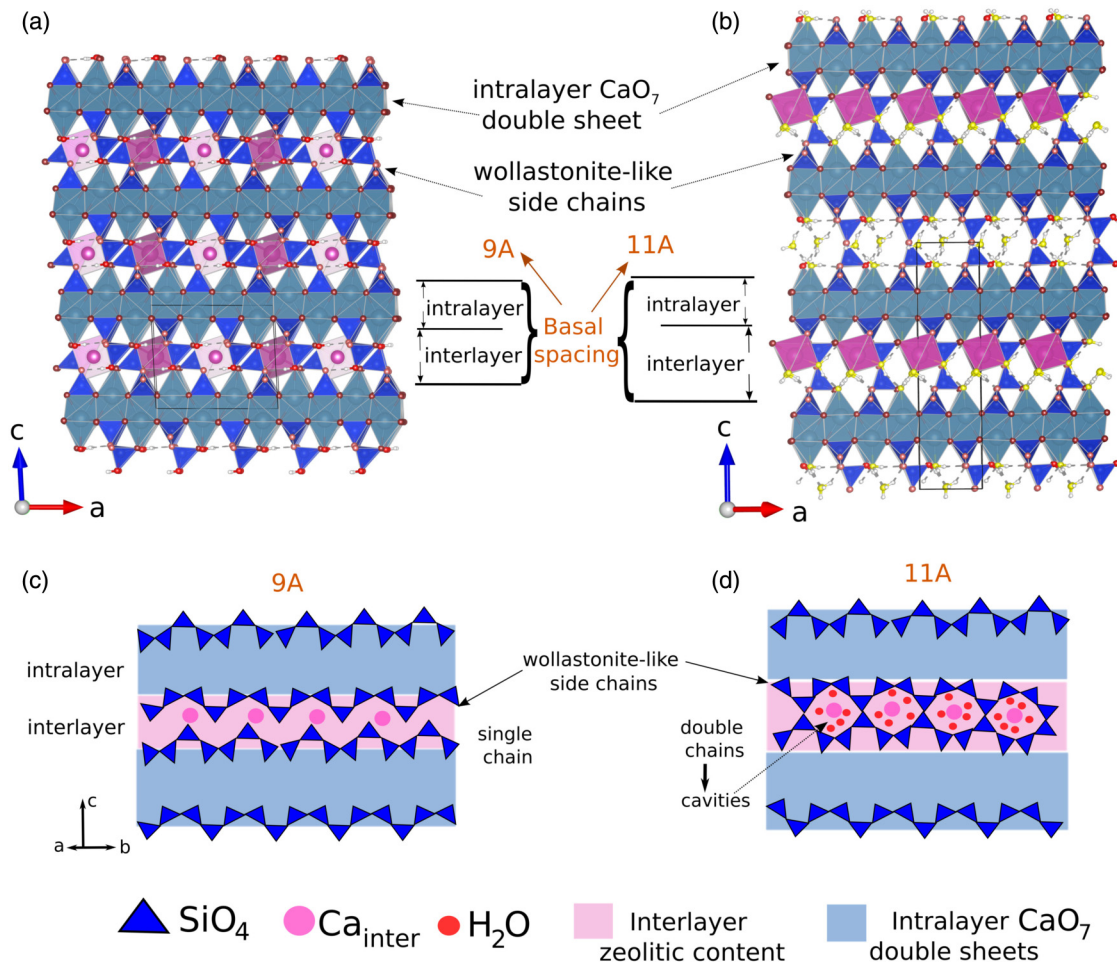 (a)
(b)
intralayer CaO7
double sheet
wollastonite-like
side chains
9A
11A
intralayer
interlayer
Basal
spacing
intralayer
interlayer
c
a
c
a
(c)
9A
(d)
11A
intralayer
interlayer
wollastonite-like
side chains
single
chain
double
chains
cavities
c
a
b
SiO4
Cainter
H2O
Interlayer
zeolitic content
Intralayer CaO7
double sheets